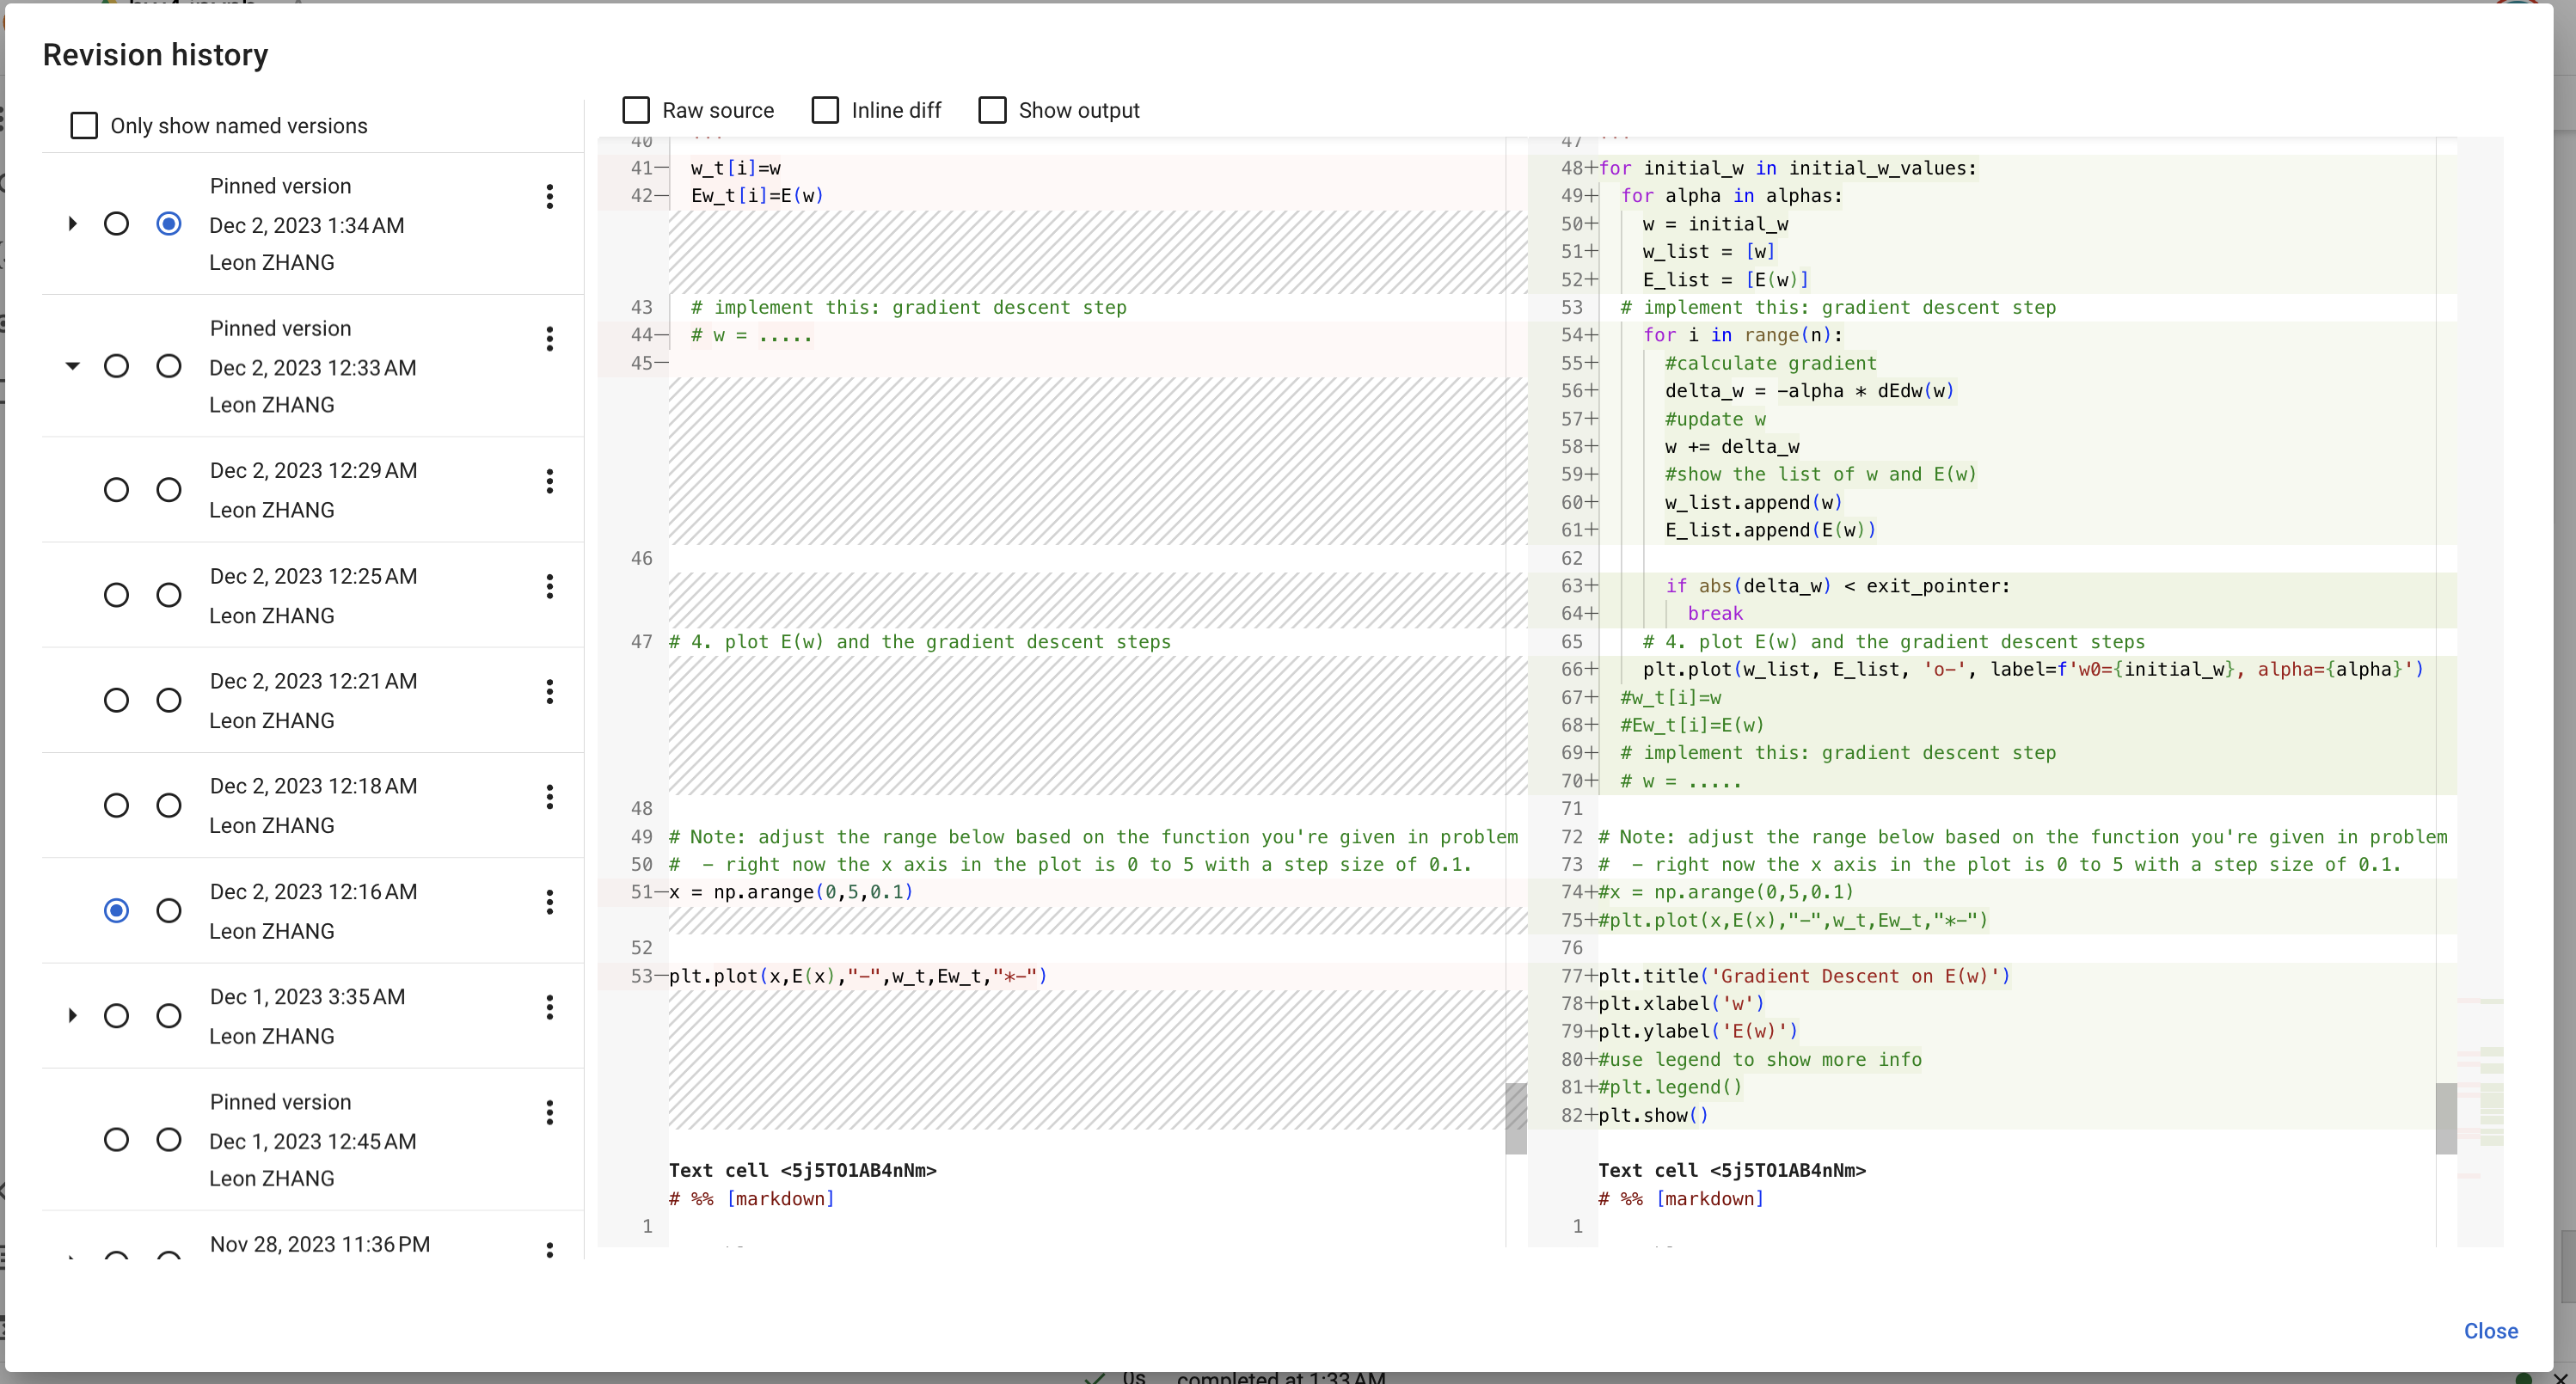 Revision history
Only show named versions
Pinned version
Dec 2, 2023 1:34 AM
Leon ZHANG
Pinned version
Dec 2, 2023 12:33 AM
Leon ZHANG
Dec 2, 2023 12:29 AM
Leon ZHANG
Dec 2, 2023 12:25 AM
Leon ZHANG
Dec 2, 2023 12:21 AM
Leon ZHANG
Dec 2, 2023 12:18 AM
Leon ZHANG
Dec 2, 2023 12:16 AM
Leon ZHANG
Dec 1, 2023 3:35 AM
Leon ZHANG
Pinned version
Dec 1, 2023 12:45 AM
Leon ZHANG
Nov 28, 2023 11:36 PM
Raw source Inline diff Show output
40 '''
41— w_t[i]=w
42— Ew_t[i]=E(w)
43 # implement this: gradient descent step
44— # w = .....
45—
46
47 # 4. plot E(w) and the gradient descent steps
48
49 # Note: adjust the range below based on the function you're given in problem
50 #  - right now the x axis in the plot is 0 to 5 with a step size of 0.1.
51—x = np.arange(0,5,0.1)
52
53—plt.plot(x,E(x),"-",w_t,Ew_t,"*-")
Text cell <5j5TO1AB4nNm>
# %% [markdown]
1
47 '''
48+for initial_w in initial_w_values:
49+  for alpha in alphas:
50+    w = initial_w
51+    w_list = [w]
52+    E_list = [E(w)]
53  # implement this: gradient descent step
54+    for i in range(n):
55+      #calculate gradient
56+      delta_w = -alpha * dEdw(w)
57+      #update w
58+      w += delta_w
59+      #show the list of w and E(w)
60+      w_list.append(w)
61+      E_list.append(E(w))
62
63+      if abs(delta_w) < exit_pointer:
64+        break
65    # 4. plot E(w) and the gradient descent steps
66+    plt.plot(w_list, E_list, 'o-', label=f'w0={initial_w}, alpha={alpha}')
67+  #w_t[i]=w
68+  #Ew_t[i]=E(w)
69+  # implement this: gradient descent step
70+  # w = .....
71
72 # Note: adjust the range below based on the function you're given in problem
73 #  - right now the x axis in the plot is 0 to 5 with a step size of 0.1.
74+#x = np.arange(0,5,0.1)
75+#plt.plot(x,E(x),"-",w_t,Ew_t,"*-")
76
77+plt.title('Gradient Descent on E(w)')
78+plt.xlabel('w')
79+plt.ylabel('E(w)')
80+#use legend to show more info
81+#plt.legend()
82+plt.show()
Text cell <5j5TO1AB4nNm>
# %% [markdown]
1
Close
0s completed at 1:33 AM